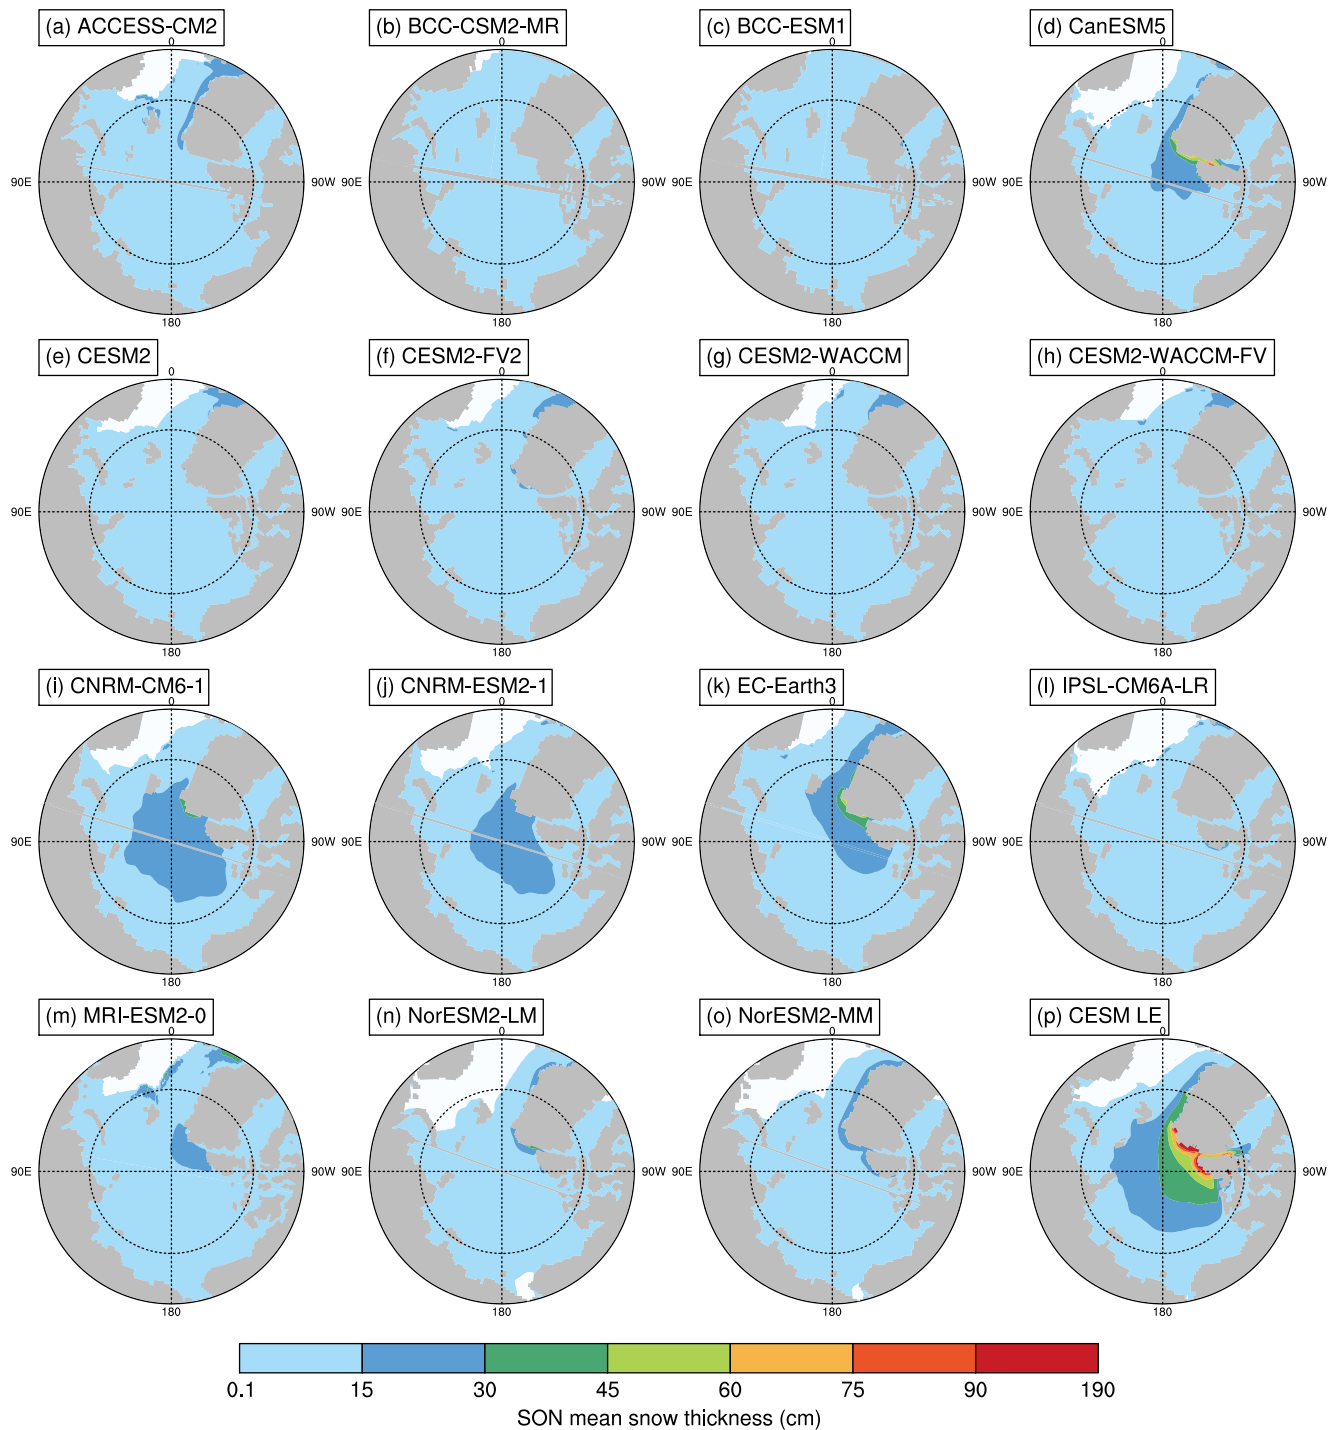 (a) ACCESS-CM2
(b) BCC-CSM2-MR
(c) BCC-ESM1
(d) CanESM5
0
0
0
0
90E
90W
90E
90W
90E
90W
90E
90W
180
180
180
180
(e) CESM2
(f) CESM2-FV2
(g) CESM2-WACCM
(h) CESM2-WACCM-FV
0
0
0
0
90E
90W
90E
90W
90E
90W
90E
90W
180
180
180
180
(i) CNRM-CM6-1
(j) CNRM-ESM2-1
(k) EC-Earth3
(l) IPSL-CM6A-LR
0
0
0
0
90E
90W
90E
90W
90E
90W
90E
90W
180
180
180
180
(m) MRI-ESM2-0
(n) NorESM2-LM
(o) NorESM2-MM
(p) CESM LE
0
0
0
0
90E
90W
90E
90W
90E
90W
90E
90W
180
180
180
180
0.1 15 30 45 60 75 90 190
SON mean snow thickness (cm)